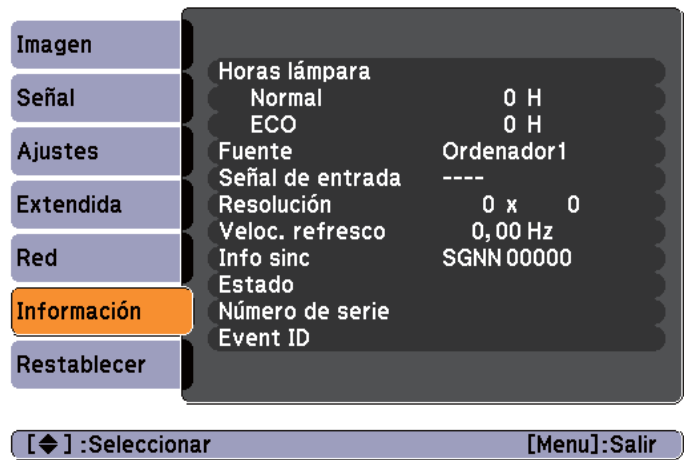 Imagen
Señal
Ajustes
Extendida
Red
Información
Restablecer
Horas lámpara
Normal 0 H
ECO 0 H
Fuente Ordenador1
Señal de entrada ----
Resolución 0 x 0
Veloc. refresco 0,00 Hz
Info sinc SGNN 00000
Estado
Número de serie
Event ID
[◆] :Seleccionar [Menu]:Salir